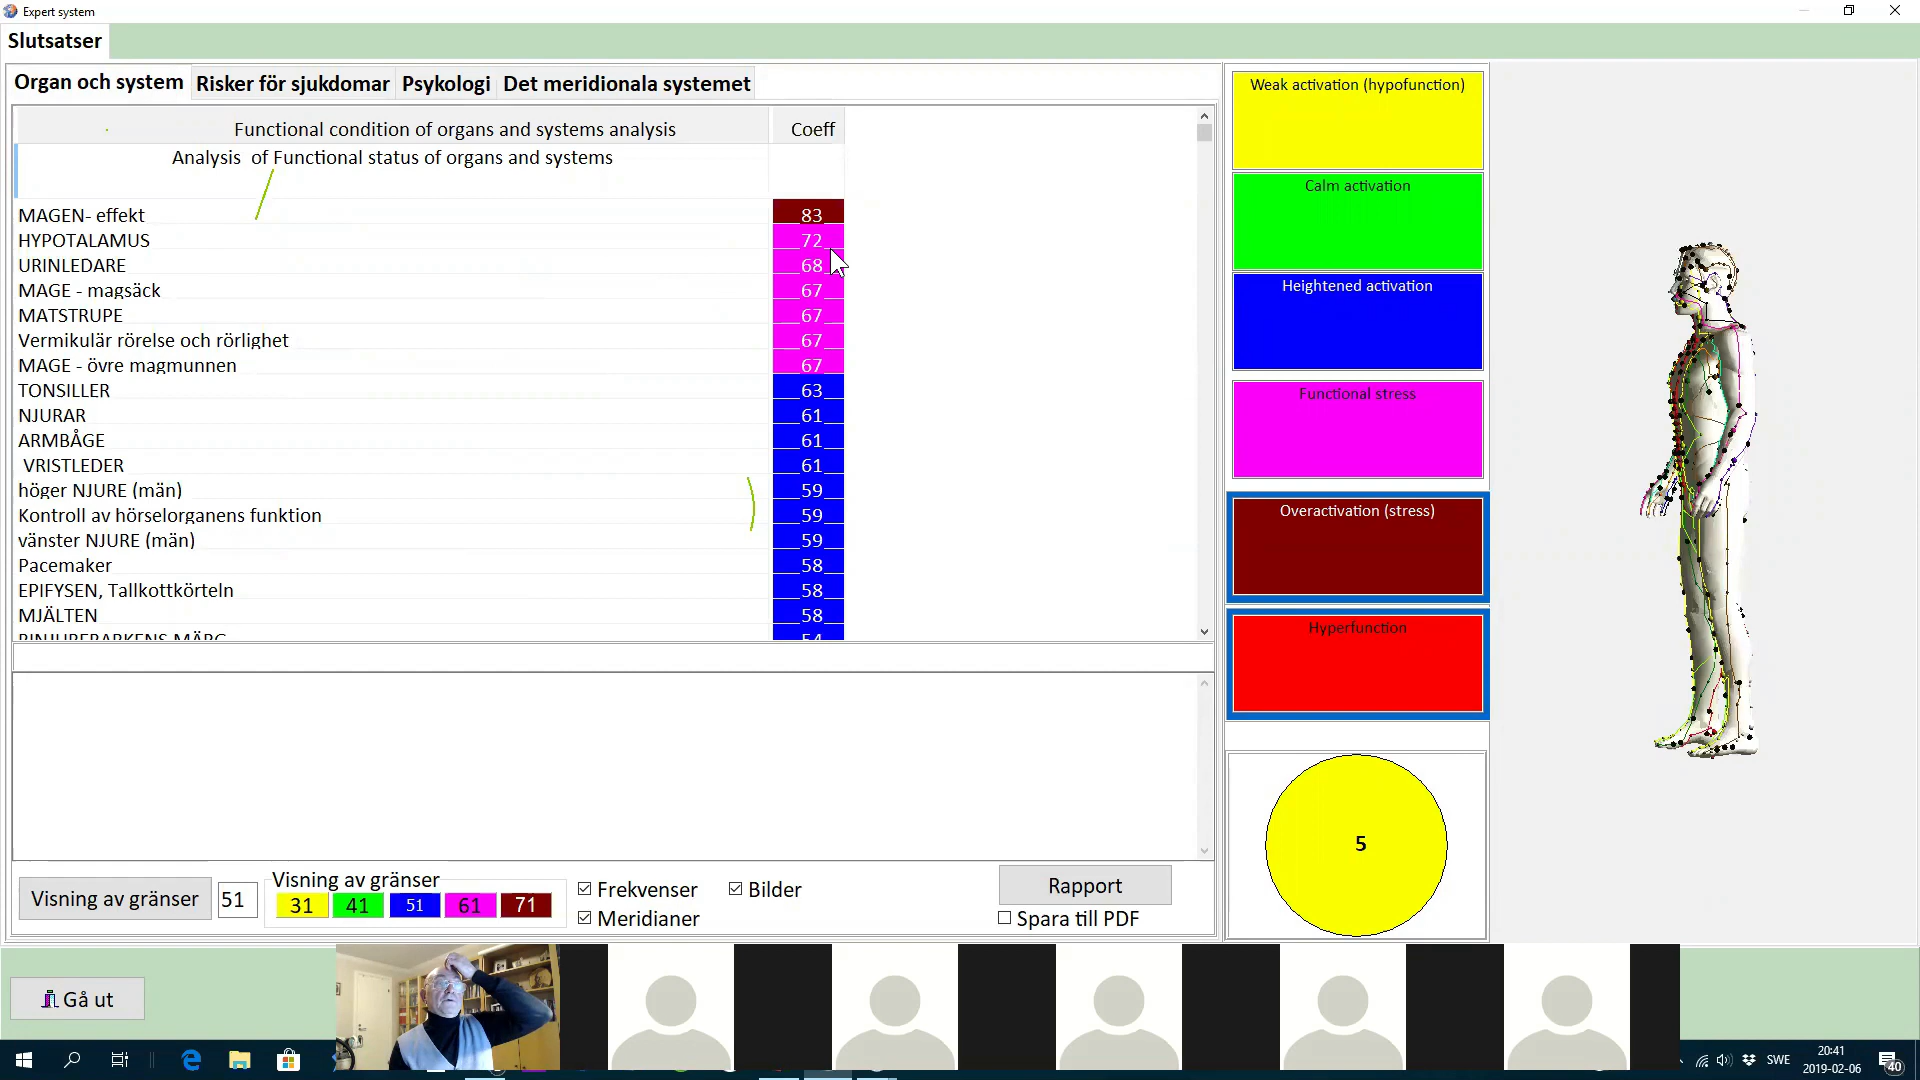 Expert system
Slutsatser
Organ och system Risker för sjukdomar Psykologi Det meridionala systemet
Functional condition of organs and systems analysis Coeff
Analysis of Functional status of organs and systems
MAGEN- effekt 83
HYPOTALAMUS 72
URINLEDARE 68
MAGE - magsäck 67
MATSTRUPE 67
Vermikulär rörelse och rörlighet 67
MAGE - övre magmunnen 67
TONSILLER 63
NJURAR 61
ARMBÅGE 61
VRISTLEDER 61
höger NJURE (män) 59
Kontroll av hörselorganens funktion 59
vänster NJURE (män) 59
Pacemaker 58
EPIFYSEN, Tallkottkörteln 58
MJÄLTEN 58
BINJUREBARKENS MÄRG 54
Weak activation (hypofunction)
Calm activation
Heightened activation
Functional stress
Overactivation (stress)
Hyperfunction
5
Visning av gränser 51
Visning av gränser
31 41 51 61 71
Frekvenser
Bilder
Meridianer
Rapport
Spara till PDF
Gå ut
SWE
20:41
2019-02-06
40